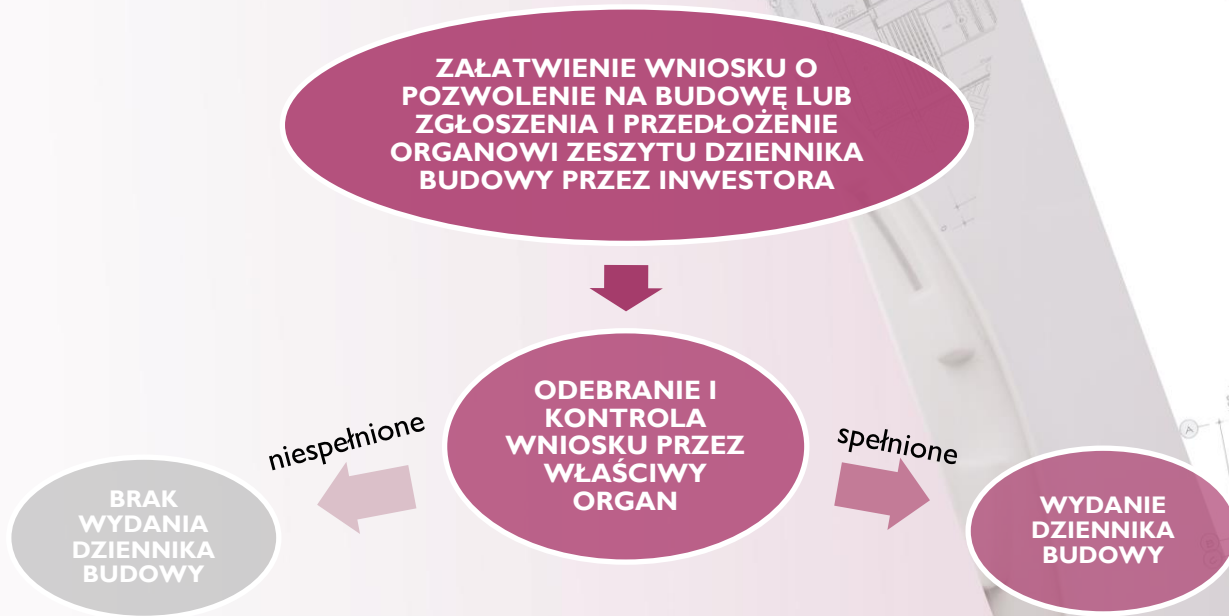 ZAŁATWIENIE WNIOSKU O
POZWOLENIE NA BUDOWĘ LUB
ZGŁOSZENIA I PRZEDŁOŻENIE
ORGANOWI ZESZYTU DZIENNIKA
BUDOWY PRZEZ INWESTORA
ODEBRANIE I
KONTROLA
WNIOSKU PRZEZ
WŁAŚCIWY
ORGAN
niespełnione
spełnione
BRAK
WYDANIA
DZIENNIKA
BUDOWY
WYDANIE
DZIENNIKA
BUDOWY
A